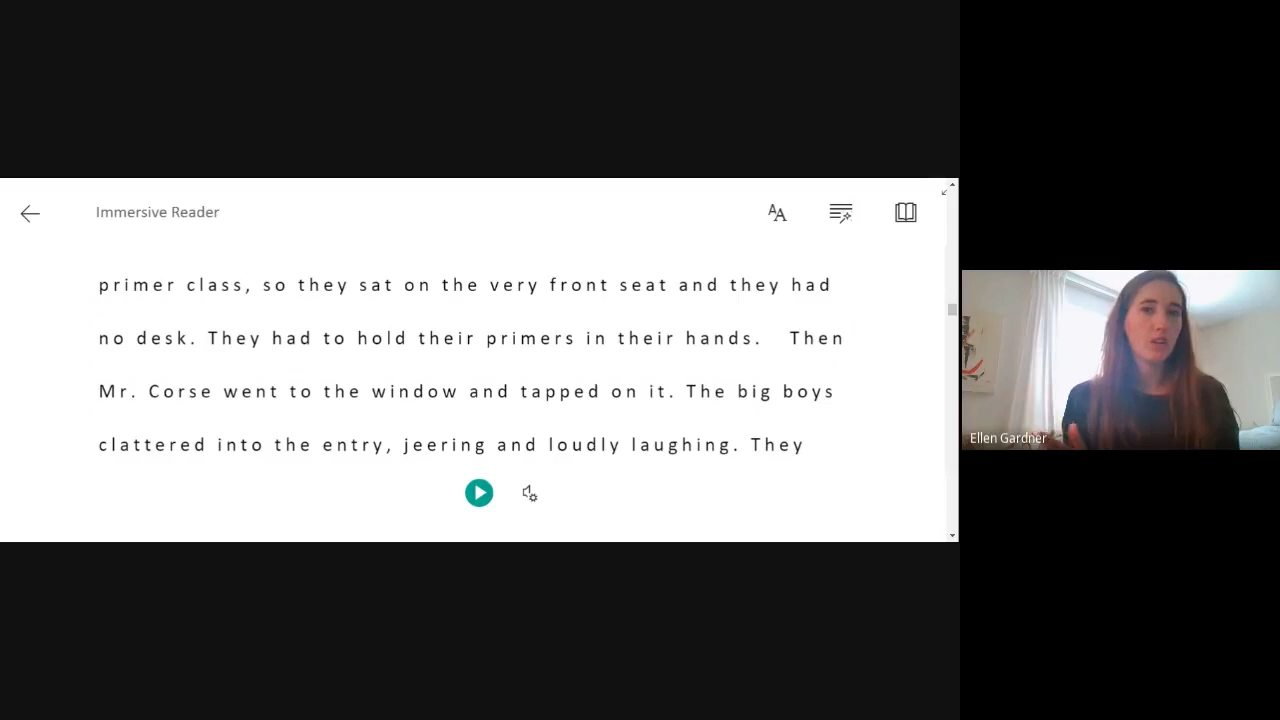 Immersive Reader
primer class, so they sat on the very front seat and they had
no desk. They had to hold their primers in their hands. Then
Mr. Corse went to the window and tapped on it. The big boys
clattered into the entry, jeering and loudly laughing. They
Ellen Gardner